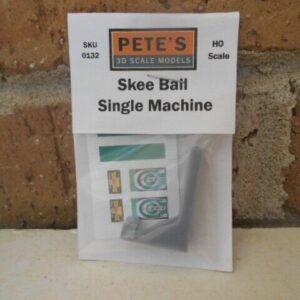 SKU
0132
PETE'S
3D SCALE MODELS
HO
Scale
Skee Ball
Single Machine